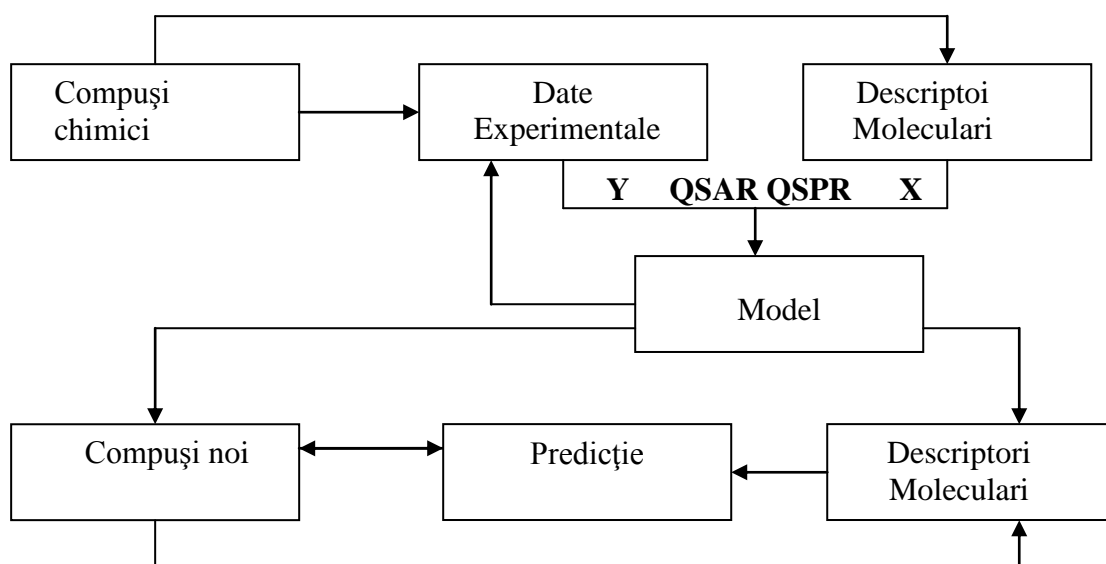 Compuşi
chimici
Date
Experimentale
Descriptoi
Moleculari
Y QSAR QSPR X
Model
Compuşi noi
Predicţie
Descriptori
Moleculari